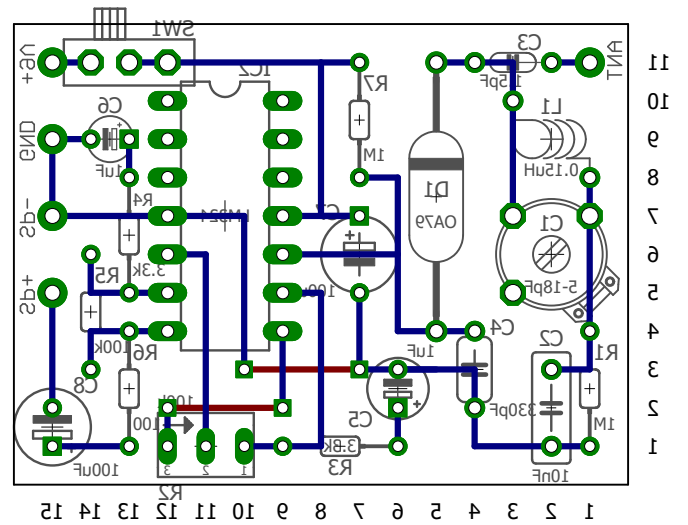 SW1
C3
ANT
+9V
11
IC2
R7
1.5pF
10
C6
L1
GND
9
1uF
1M
0.15uH
8
R4
D1
C7
SP-
LM324
OA79
C1
7
6
3.3k
R5
SP+
5-18pF
5
C4
4
R6
100k
1uF
C2
R1
3
C8
100
C5
330pF
1M
2
1
2
3
R3
1
100uF
R2
10nF
15 14 13 12 11 10 9 8 7 6 5 4 3 2 1